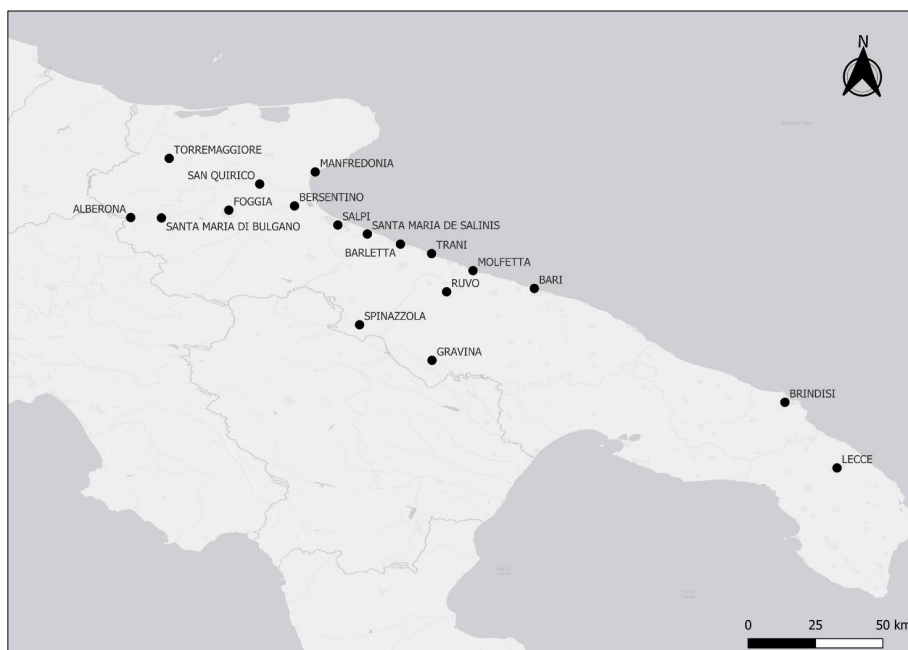 N
TORREMAGGIORE
MANFREDONIA
SAN QUIRICO
BERSENTINO
FOGGIA
ALBERONA
SANTA MARIA DI BULGANO
SALPI
SANTA MARIA DE SALINIS
BARLETTA
TRANI
MOLFETTA
RUVO
BARI
SPINAZZOLA
GRAVINA
BRINDISI
LECCE
0 25 50 km